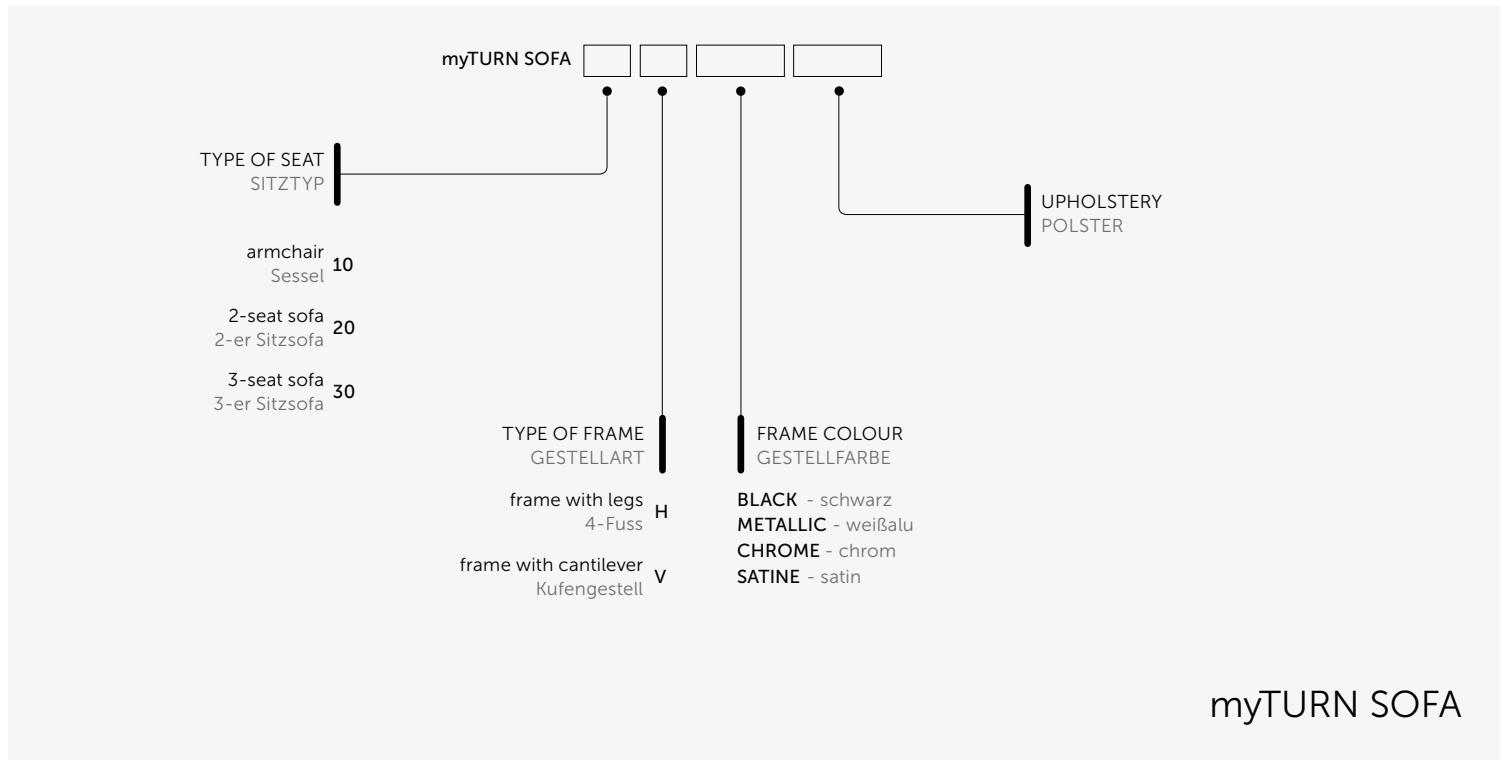 myTURN SOFA
TYPE OF SEAT
SITZTYP
armchair
Sessel
10
2-seat sofa
2-er Sitzsofa
20
3-seat sofa
3-er Sitzsofa
30
TYPE OF FRAME
GESTELLART
frame with legs
4-Fuss
H
frame with cantilever
Kufengestell
V
FRAME COLOUR
GESTELLFARBE
BLACK - schwarz
METALLIC - weißalu
CHROME - chrom
SATINE - satin
UPHOLSTERY
POLSTER
myTURN SOFA